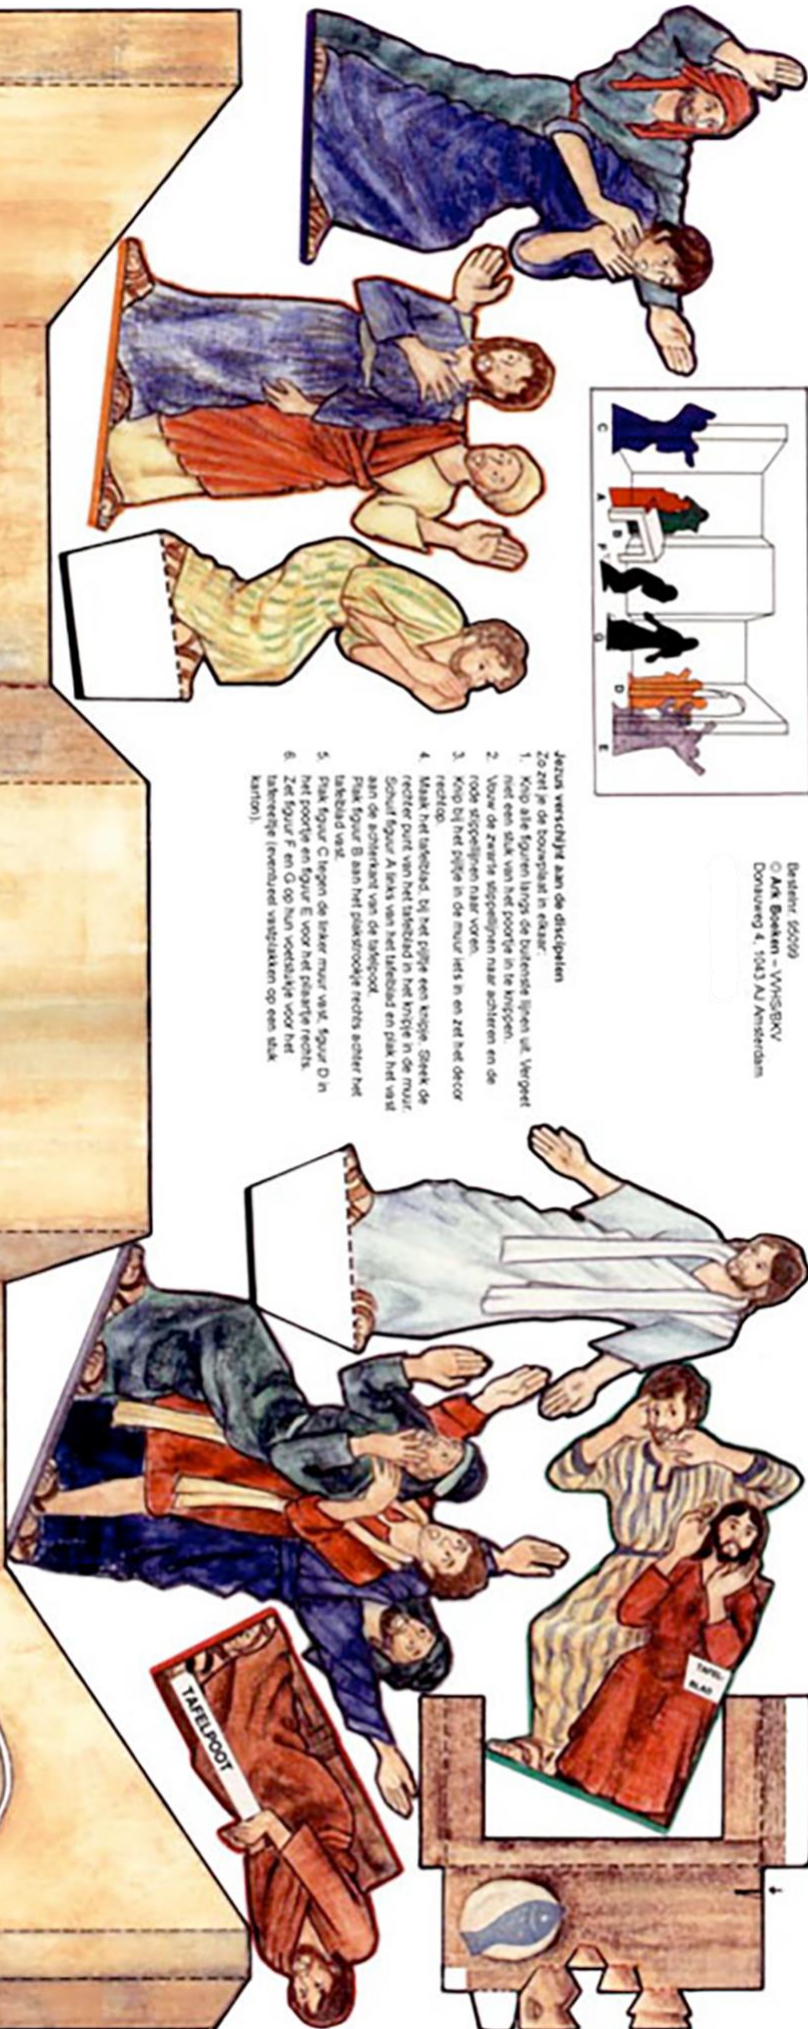 Bestelnr. 95099
© Ark Boeken – VVHS/BKV
Donauweg 4, 1043 AJ Amsterdam
C
A
B
F
G
D
E
Jezus verschijnt aan de discipelen
Zo zet je de bouwplaat in elkaar:
1. Knip alle figuren langs de buitenste lijnen uit. Vergeet
niet een stuk van het poortje in te knippen.
2. Vouw de zwarte stippellijnen naar achteren en de
rode stippellijnen naar voren.
3. Knip bij het pijltje in de muur iets in en zet het decor
rechtop.
4. Maak het tafelblad, bij het pijltje een knipje. Steek de
rechter punt van het tafelblad in het knipje in de muur.
Schuif figuur A links van het tafelblad en plak het vast
aan de achterkant van de tafelpoot.
Plak figuur B aan het plakstrookje rechts achter het
tafelblad vast.
5. Plak figuur C tegen de linker muur vast, figuur D in
het poortje en figuur E voor het pilaartje rechts.
6. Zet figuur F en G op hun voetstukje voor het
tafereeltje (eventueel vastplakken op een stuk
karton).
TAFEL-
BLAD
TAFELPOOT